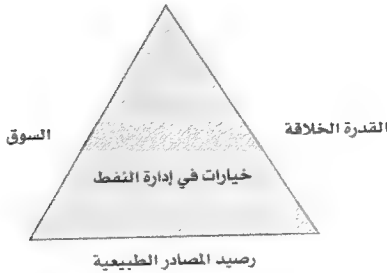 القدرة الخلاقة
السوق
خيارات في إدارة النفط
رصيد المصادر الطبيعية